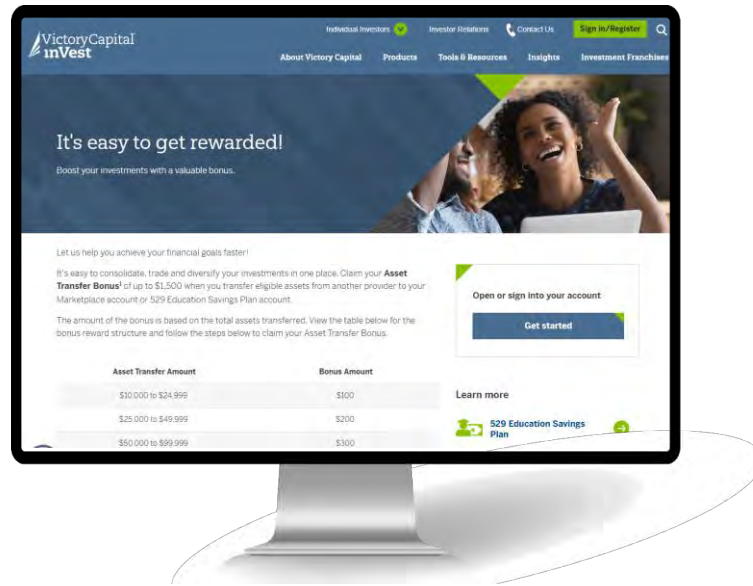 VictoryCapital
inVest
Individual Investors
Investor Relations
Contact Us
Sign in/Register
About Victory Capital
Products
Tools & Resources
Insights
Investment Franchises
It's easy to get rewarded!
Boost your investments with a valuable bonus.
Let us help you achieve your financial goals faster!
It's easy to consolidate, trade and diversify your investments in one place. Claim your Asset
Transfer Bonus¹ of up to $1,500 when you transfer eligible assets from another provider to your
Marketplace account or 529 Education Savings Plan account.
The amount of the bonus is based on the total assets transferred. View the table below for the
bonus reward structure and follow the steps below to claim your Asset Transfer Bonus.
Asset Transfer Amount Bonus Amount
$10,000 to $24,999 $100
$25,000 to $49,999 $200
$50,000 to $99,999 $300
Open or sign into your account
Get started
Learn more
529 Education Savings
Plan